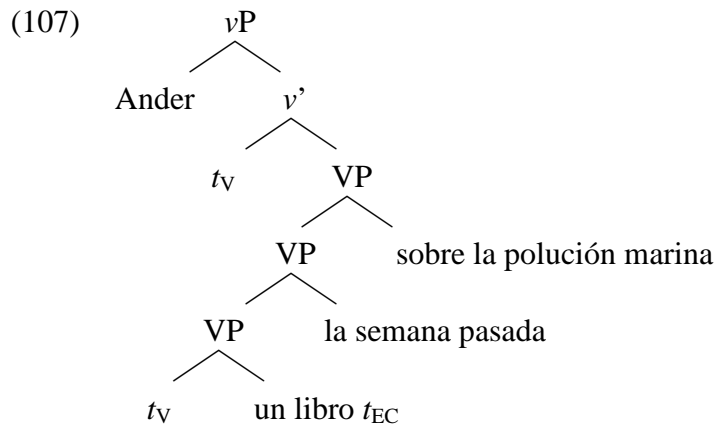 (107) vP
Ander v’
tV VP
VP sobre la polución marina
VP la semana pasada
tV un libro tEC